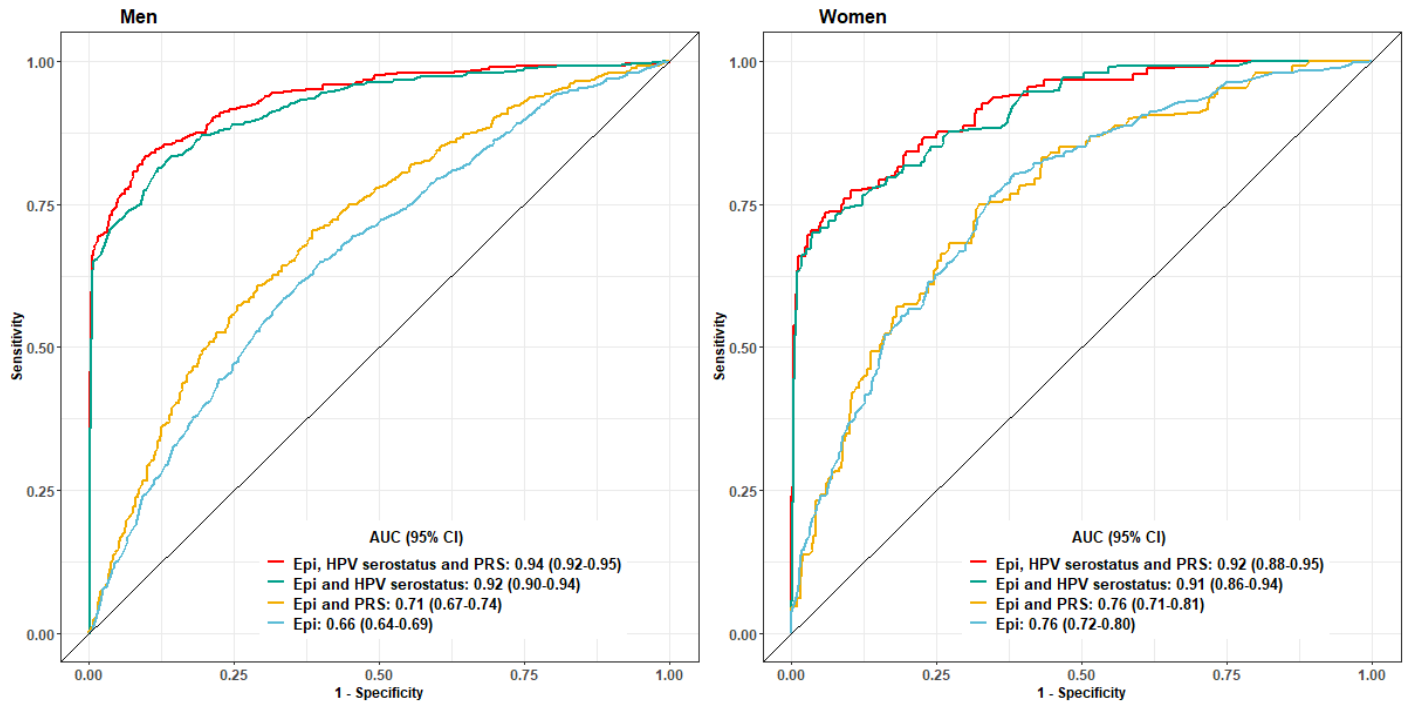 Men
1.00
0.75
0.50
0.25
0.00
Sensitivity
AUC (95% CI)
Epi, HPV serostatus and PRS: 0.94 (0.92-0.95)
Epi and HPV serostatus: 0.92 (0.90-0.94)
Epi and PRS: 0.71 (0.67-0.74)
Epi: 0.66 (0.64-0.69)
0.00 0.25 0.50 0.75 1.00
1 - Specificity
Women
1.00
0.75
0.50
0.25
0.00
Sensitivity
AUC (95% CI)
Epi, HPV serostatus and PRS: 0.92 (0.88-0.95)
Epi and HPV serostatus: 0.91 (0.86-0.94)
Epi and PRS: 0.76 (0.71-0.81)
Epi: 0.76 (0.72-0.80)
0.00 0.25 0.50 0.75 1.00
1 - Specificity